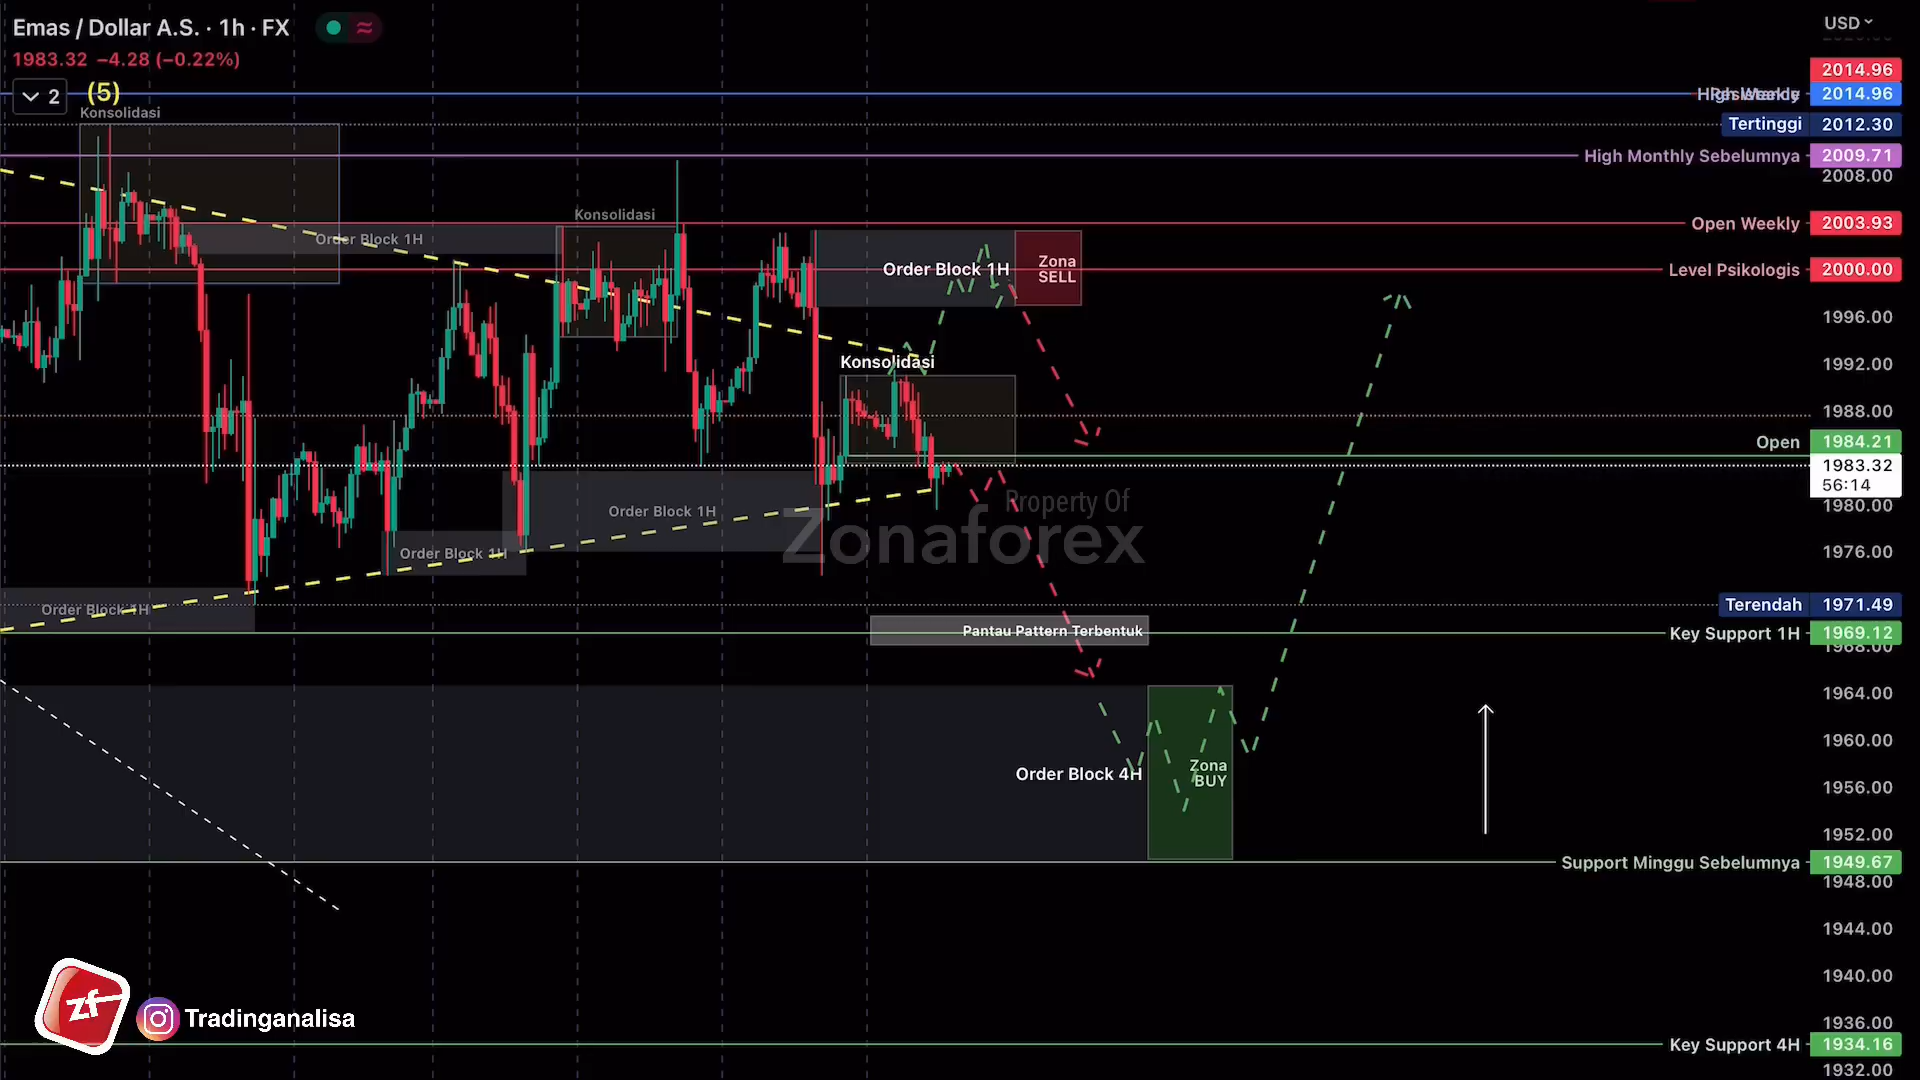 Emas / Dollar A.S. · 1h · FX
1983.32 −4.28 (−0.22%)
2
(5)
Konsolidasi
Order Block 1H
Konsolidasi
Order Block 1H
Zona
SELL
Konsolidasi
Order Block 1H
Order Block 1H
Order Block 1H
Property Of
Zonaforex
Pantau Pattern Terbentuk
Order Block 4H
Zona
BUY
USD
2014.96
High Weekly 2014.96
Tertinggi 2012.30
High Monthly Sebelumnya 2009.71
2008.00
Open Weekly 2003.93
Level Psikologis 2000.00
1996.00
1992.00
1988.00
Open 1984.21
1983.32
56:14
1980.00
1976.00
Terendah 1971.49
Key Support 1H 1969.12
1968.00
1964.00
1960.00
1956.00
1952.00
Support Minggu Sebelumnya 1949.67
1948.00
1944.00
1940.00
1936.00
Key Support 4H 1934.16
1932.00
zf
Tradinganalisa